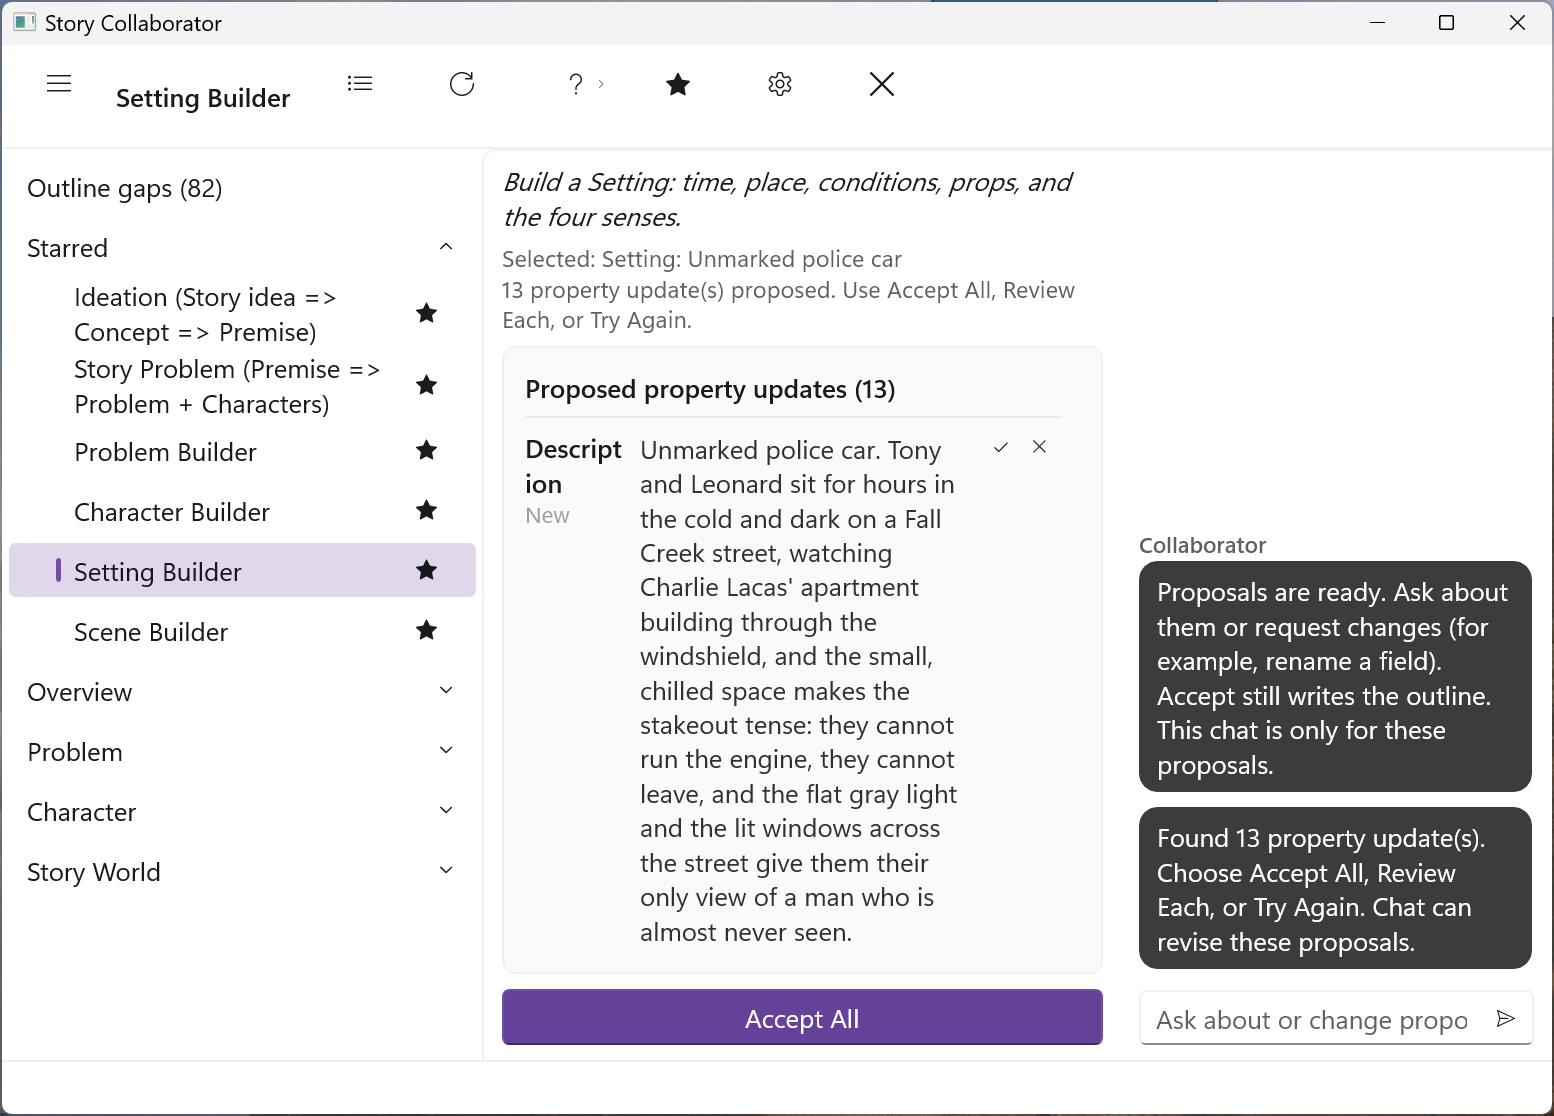 Story Collaborator
Setting Builder
Outline gaps (82)
Starred
Ideation (Story idea =>
Concept => Premise)
Story Problem (Premise =>
Problem + Characters)
Problem Builder
Character Builder
Setting Builder
Scene Builder
Overview
Problem
Character
Story World
Build a Setting: time, place, conditions, props, and
the four senses.
Selected: Setting: Unmarked police car
13 property update(s) proposed. Use Accept All, Review
Each, or Try Again.
Proposed property updates (13)
Descript
ion
New
Unmarked police car. Tony
and Leonard sit for hours in
the cold and dark on a Fall
Creek street, watching
Charlie Lacas' apartment
building through the
windshield, and the small,
chilled space makes the
stakeout tense: they cannot
run the engine, they cannot
leave, and the flat gray light
and the lit windows across
the street give them their
only view of a man who is
almost never seen.
Accept All
Collaborator
Proposals are ready. Ask about
them or request changes (for
example, rename a field).
Accept still writes the outline.
This chat is only for these
proposals.
Found 13 property update(s).
Choose Accept All, Review
Each, or Try Again. Chat can
revise these proposals.
Ask about or change propo